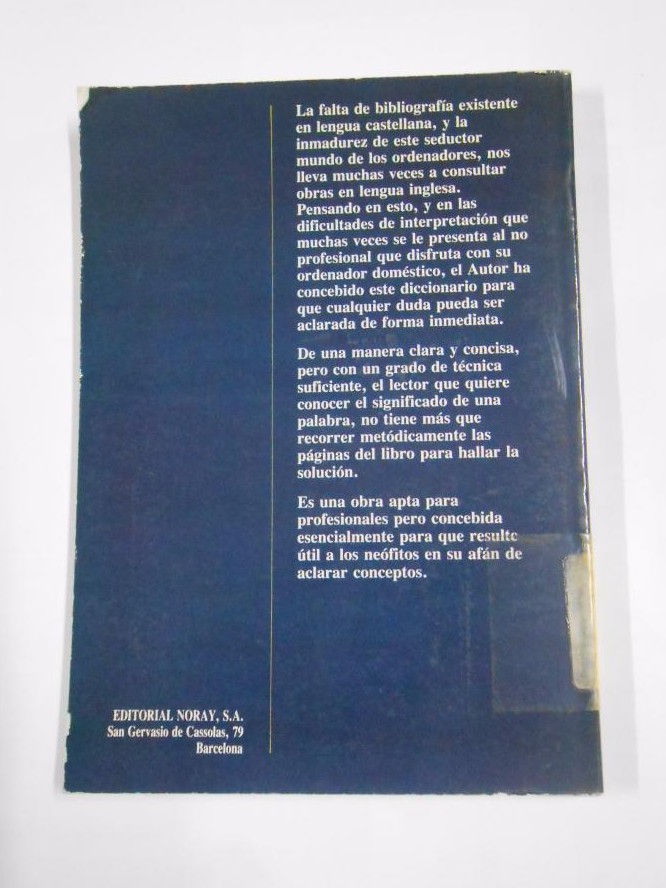 La falta de bibliografía existente
en lengua castellana, y la
inmadurez de este seductor
mundo de los ordenadores, nos
lleva muchas veces a consultar
obras en lengua inglesa.
Pensando en esto, y en las
dificultades de interpretación que
muchas veces se le presenta al no
profesional que disfruta con su
ordenador doméstico, el Autor ha
concebido este diccionario para
que cualquier duda pueda ser
aclarada de forma inmediata.
De una manera clara y concisa,
pero con un grado de técnica
suficiente, el lector que quiere
conocer el significado de una
palabra, no tiene más que
recorrer metódicamente las
páginas del libro para hallar la
solución.
Es una obra apta para
profesionales pero concebida
esencialmente para que resulte
útil a los neófitos en su afán de
aclarar conceptos.
EDITORIAL NORAY, S.A.
San Gervasio de Cassolas, 79
Barcelona